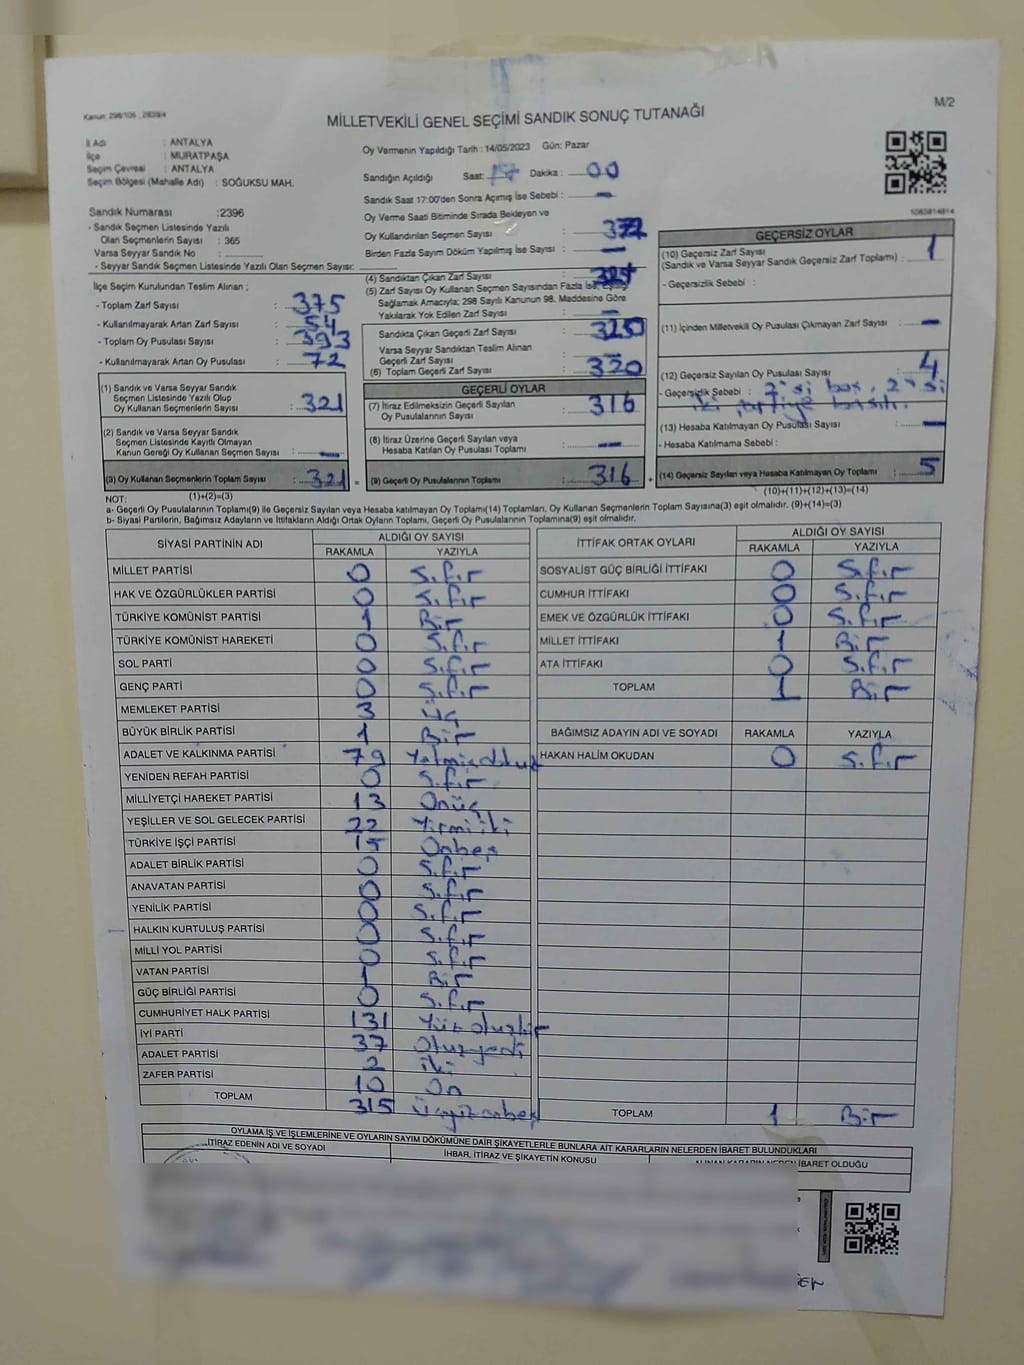 Kanun: 298/105 , 2839/4
M/2
MİLLETVEKİLİ GENEL SEÇİMİ SANDIK SONUÇ TUTANAĞI
İl Adı : ANTALYA
İlçe : MURATPAŞA
Seçim Çevresi : ANTALYA
Seçim Bölgesi (Mahalle Adı) : SOĞUKSU MAH.
Oy Vermenin Yapıldığı Tarih : 14/05/2023 Gün: Pazar
Sandığın Açıldığı Saat: 17 Dakika : 00
Sandık Saat 17:00'den Sonra Açılmış İse Sebebi : —
Oy Verme Saati Bitiminde Sırada Bekleyen ve
Oy Kullandırılan Seçmen Sayısı :
Birden Fazla Sayım Döküm Yapılmış İse Sayısı : —
1083814814
Sandık Numarası :2396
- Sandık Seçmen Listesinde Yazılı
Olan Seçmenlerin Sayısı : 365
Varsa Seyyar Sandık No :
- Seyyar Sandık Seçmen Listesinde Yazılı Olan Seçmen Sayısı:
İlçe Seçim Kurulundan Teslim Alınan ;
- Toplam Zarf Sayısı : 375
- Kullanılmayarak Artan Zarf Sayısı : 54
- Toplam Oy Pusulası Sayısı : 393
- Kullanılmayarak Artan Oy Pusulası : 72
(1) Sandık ve Varsa Seyyar Sandık
Seçmen Listesinde Yazılı Olup
Oy Kullanan Seçmenlerin Sayısı : 321
(2) Sandık ve Varsa Seyyar Sandık
Seçmen Listesinde Kayıtlı Olmayan
Kanun Gereği Oy Kullanan Seçmen Sayısı : —
(3) Oy Kullanan Seçmenlerin Toplam Sayısı : 321
(4) Sandıktan Çıkan Zarf Sayısı : 321
(5) Zarf Sayısı Oy Kullanan Seçmen Sayısından Fazla İse, Eşitliği
Sağlamak Amacıyla; 298 Sayılı Kanunun 98. Maddesine Göre
Yakılarak Yok Edilen Zarf Sayısı : —
Sandıkta Çıkan Geçerli Zarf Sayısı : 320
Varsa Seyyar Sandıktan Teslim Alınan
Geçerli Zarf Sayısı : —
(6) Toplam Geçerli Zarf Sayısı : 320
GEÇERLİ OYLAR
(7) İtiraz Edilmeksizin Geçerli Sayılan
Oy Pusulalarının Sayısı : 316
(8) İtiraz Üzerine Geçerli Sayılan veya
Hesaba Katılan Oy Pusulası Toplamı : —
(9) Geçerli Oy Pusulalarının Toplamı : 316
GEÇERSİZ OYLAR
(10) Geçersiz Zarf Sayısı
(Sandık ve Varsa Seyyar Sandık Geçersiz Zarf Toplamı) : 1
- Geçersizlik Sebebi :
(11) İçinden Milletvekili Oy Pusulası Çıkmayan Zarf Sayısı : —
(12) Geçersiz Sayılan Oy Pusulası Sayısı : 4
- Geçersizlik Sebebi : 2'si boş, 2'si
iki partiye basılı.
(13) Hesaba Katılmayan Oy Pusulası Sayısı : —
- Hesaba Katılmama Sebebi :
(14) Geçersiz Sayılan veya Hesaba Katılmayan Oy Toplamı : 5
NOT: (1)+(2)=(3)
(10)+(11)+(12)+(13)=(14)
a- Geçerli Oy Pusulalarının Toplamı(9) ile Geçersiz Sayılan veya Hesaba katılmayan Oy Toplamı(14) Toplamları, Oy Kullanan Seçmenlerin Toplam Sayısına(3) eşit olmalıdır. (9)+(14)=(3)
b- Siyasi Partilerin, Bağımsız Adayların ve İttifakların Aldığı Ortak Oyların Toplamı, Geçerli Oy Pusulalarının Toplamına(9) eşit olmalıdır.
SİYASİ PARTİNİN ADI ALDIĞI OY SAYISI
RAKAMLA YAZIYLA
MİLLET PARTİSİ 0 Sıfır
HAK VE ÖZGÜRLÜKLER PARTİSİ 0 Sıfır
TÜRKİYE KOMÜNİST PARTİSİ 1 Bir
TÜRKİYE KOMÜNİST HAREKETİ 0 Sıfır
SOL PARTİ 0 Sıfır
GENÇ PARTİ 0 Sıfır
MEMLEKET PARTİSİ 3 Üç
BÜYÜK BİRLİK PARTİSİ 1 Bir
ADALET VE KALKINMA PARTİSİ 79 Yetmişdokuz
YENİDEN REFAH PARTİSİ 0 Sıfır
MİLLİYETÇİ HAREKET PARTİSİ 13 Onüç
YEŞİLLER VE SOL GELECEK PARTİSİ 22 Yirmiiki
TÜRKİYE İŞÇİ PARTİSİ 15 Onbeş
ADALET BİRLİK PARTİSİ 0 Sıfır
ANAVATAN PARTİSİ 0 Sıfır
YENİLİK PARTİSİ 0 Sıfır
HALKIN KURTULUŞ PARTİSİ 0 Sıfır
MİLLİ YOL PARTİSİ 0 Sıfır
VATAN PARTİSİ 1 Bir
GÜÇ BİRLİĞİ PARTİSİ 0 Sıfır
CUMHURİYET HALK PARTİSİ 131 Yüzotuzbir
İYİ PARTİ 37 Otuzyedi
ADALET PARTİSİ 2 iki
ZAFER PARTİSİ 10 On
TOPLAM 315 Üçyüzonbeş
İTTİFAK ORTAK OYLARI ALDIĞI OY SAYISI
RAKAMLA YAZIYLA
SOSYALİST GÜÇ BİRLİĞİ İTTİFAKI 0 Sıfır
CUMHUR İTTİFAKI 0 Sıfır
EMEK VE ÖZGÜRLÜK İTTİFAKI 0 Sıfır
MİLLET İTTİFAKI 1 Bir
ATA İTTİFAKI 0 Sıfır
TOPLAM 1 Bir
BAĞIMSIZ ADAYIN ADI VE SOYADI RAKAMLA YAZIYLA
HAKAN HALİM OKUDAN 0 Sıfır
TOPLAM 1 Bir
OYLAMA İŞ VE İŞLEMLERİNE VE OYLARIN SAYIM DÖKÜMÜNE DAİR ŞİKAYETLERLE BUNLARA AİT KARARLARIN NELERDEN İBARET BULUNDUKLARI
İTİRAZ EDENİN ADI VE SOYADI
İHBAR, İTİRAZ VE ŞİKAYETİN KONUSU
ALINAN KARARIN NEREDEN İBARET OLDUĞU